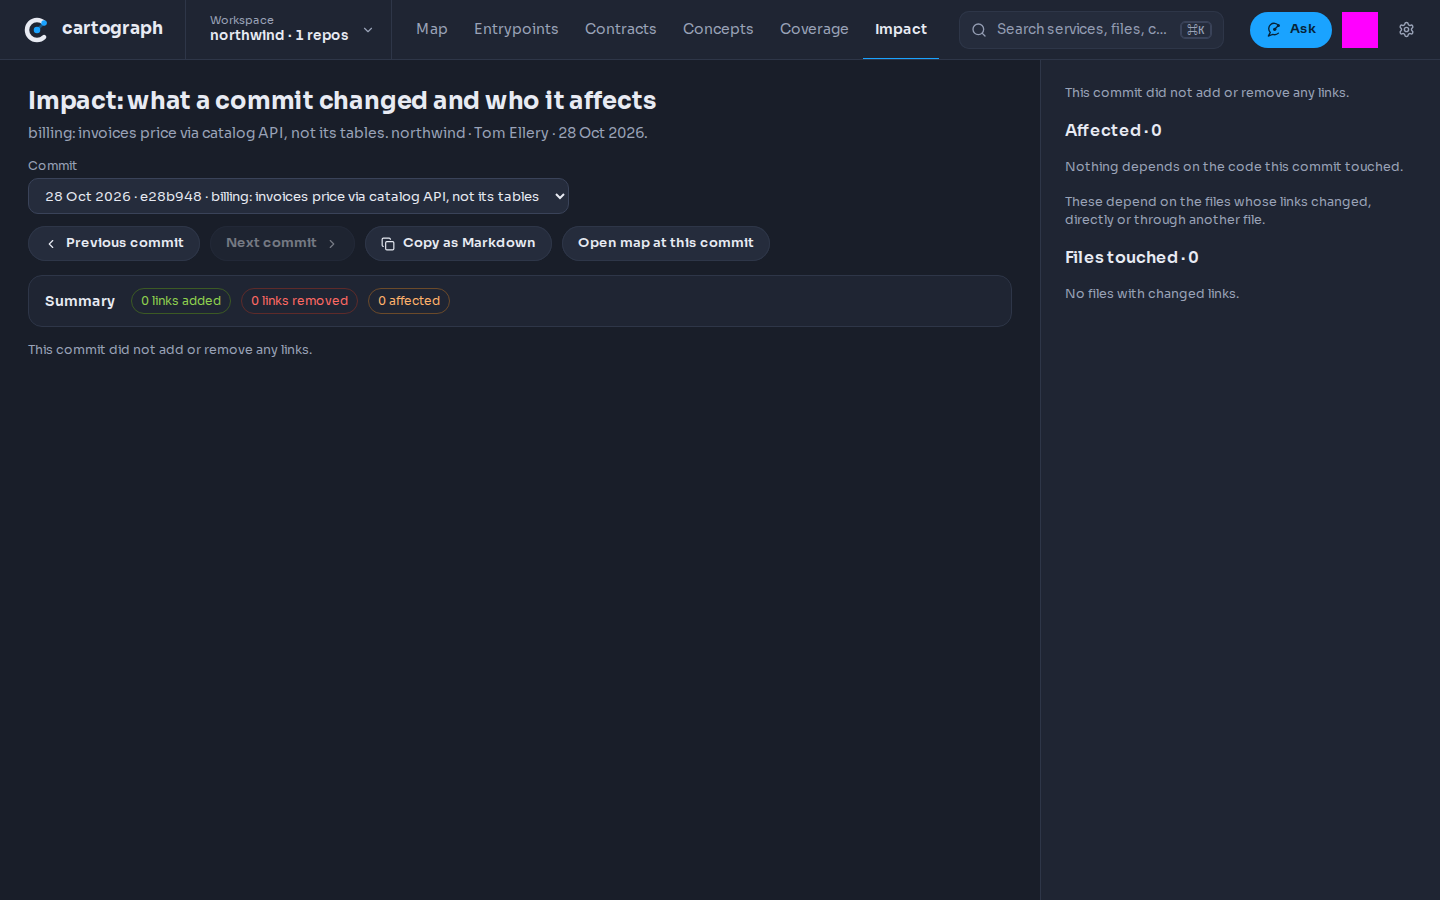 cartograph
Workspace
northwind · 1 repos
Map
Entrypoints
Contracts
Concepts
Coverage
Impact
Search services, files, c...
⌘K
Ask
Impact: what a commit changed and who it affects
billing: invoices price via catalog API, not its tables. northwind · Tom Ellery · 28 Oct 2026.
Commit
28 Oct 2026 · e28b948 · billing: invoices price via catalog API, not its tables
Previous commit
Next commit
Copy as Markdown
Open map at this commit
Summary
0 links added
0 links removed
0 affected
This commit did not add or remove any links.
This commit did not add or remove any links.
Affected · 0
Nothing depends on the code this commit touched.
These depend on the files whose links changed,
directly or through another file.
Files touched · 0
No files with changed links.